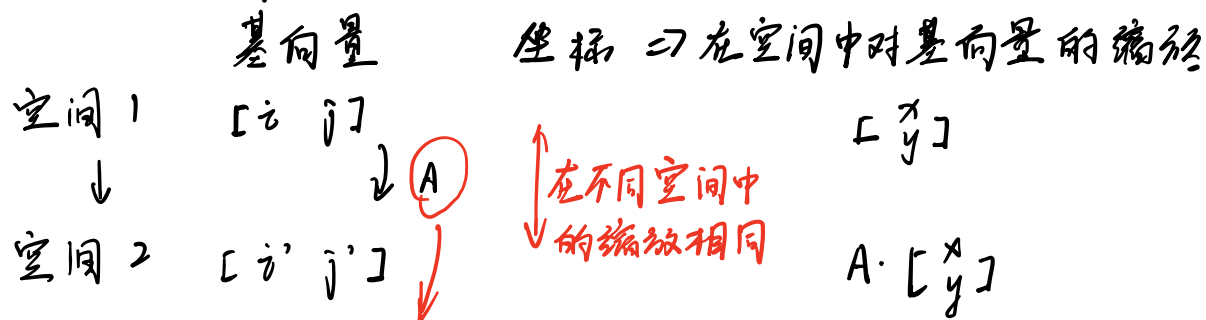 基向量 坐标 => 在空间中对基向量的缩放
空间1 [i j] [x y]
↓ ↓ A 在不同空间中
的缩放相同
空间2 [i' j'] A·[x y]